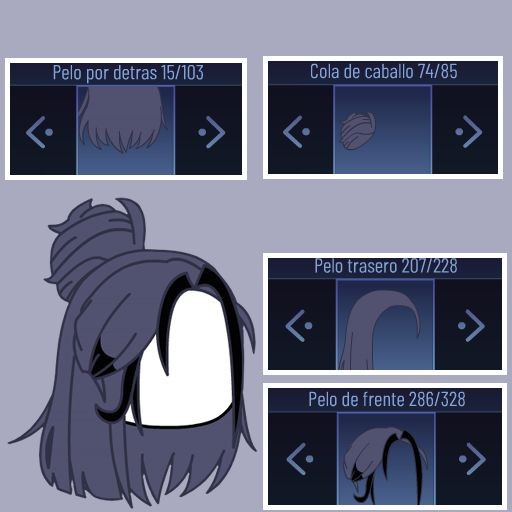 Pelo por detras 15/103
Cola de caballo 74/85
Pelo trasero 207/228
Pelo de frente 286/328